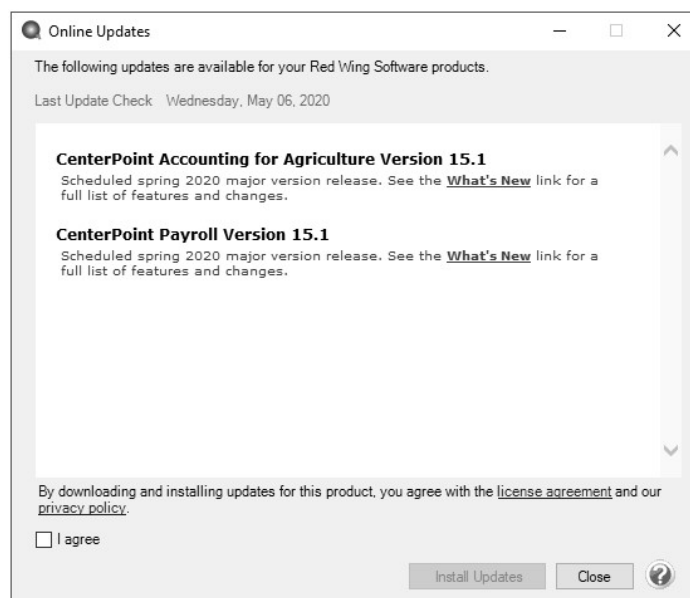 Online Updates
The following updates are available for your Red Wing Software products.
Last Update Check Wednesday, May 06, 2020
CenterPoint Accounting for Agriculture Version 15.1
Scheduled spring 2020 major version release. See the What's New link for a
full list of features and changes.
CenterPoint Payroll Version 15.1
Scheduled spring 2020 major version release. See the What's New link for a
full list of features and changes.
By downloading and installing updates for this product, you agree with the license agreement and our
privacy policy.
I agree
Install Updates Close ?